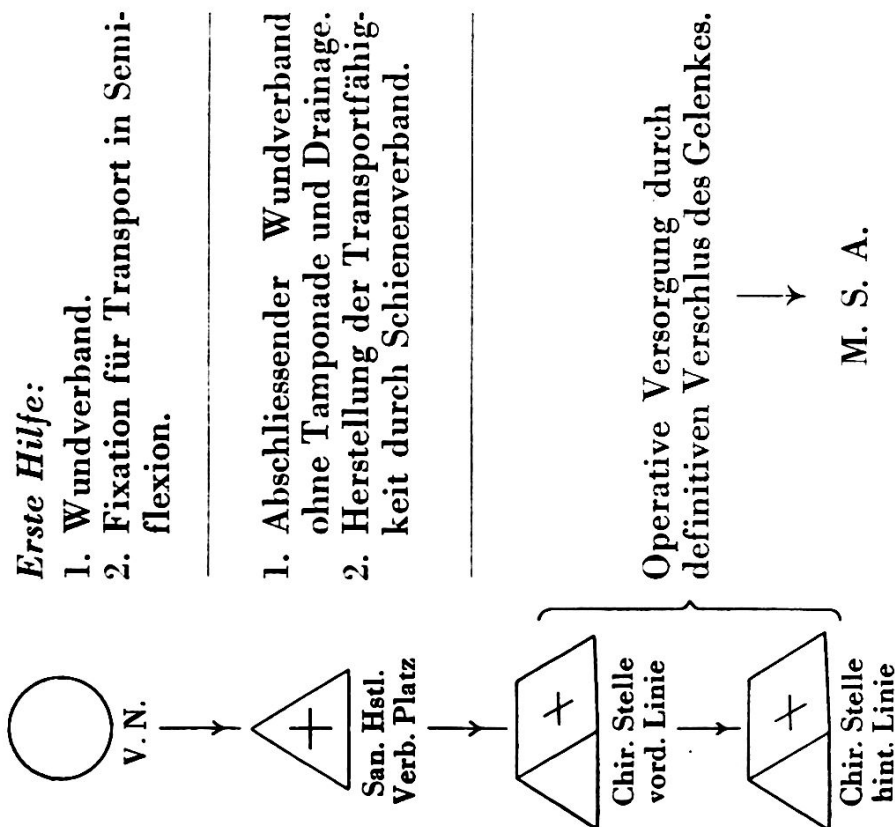 V. N.
Erste Hilfe:
1. Wundverband.
2. Fixation für Transport in Semi-
flexion.
San. Hstl.
Verb. Platz
1. Abschliessender Wundverband
ohne Tamponade und Drainage.
2. Herstellung der Transportfähig-
keit durch Schienenverband.
Chir. Stelle
vord. Linie
Chir. Stelle
hint. Linie
Operative Versorgung durch
definitiven Verschlus des Gelenkes.
M. S. A.